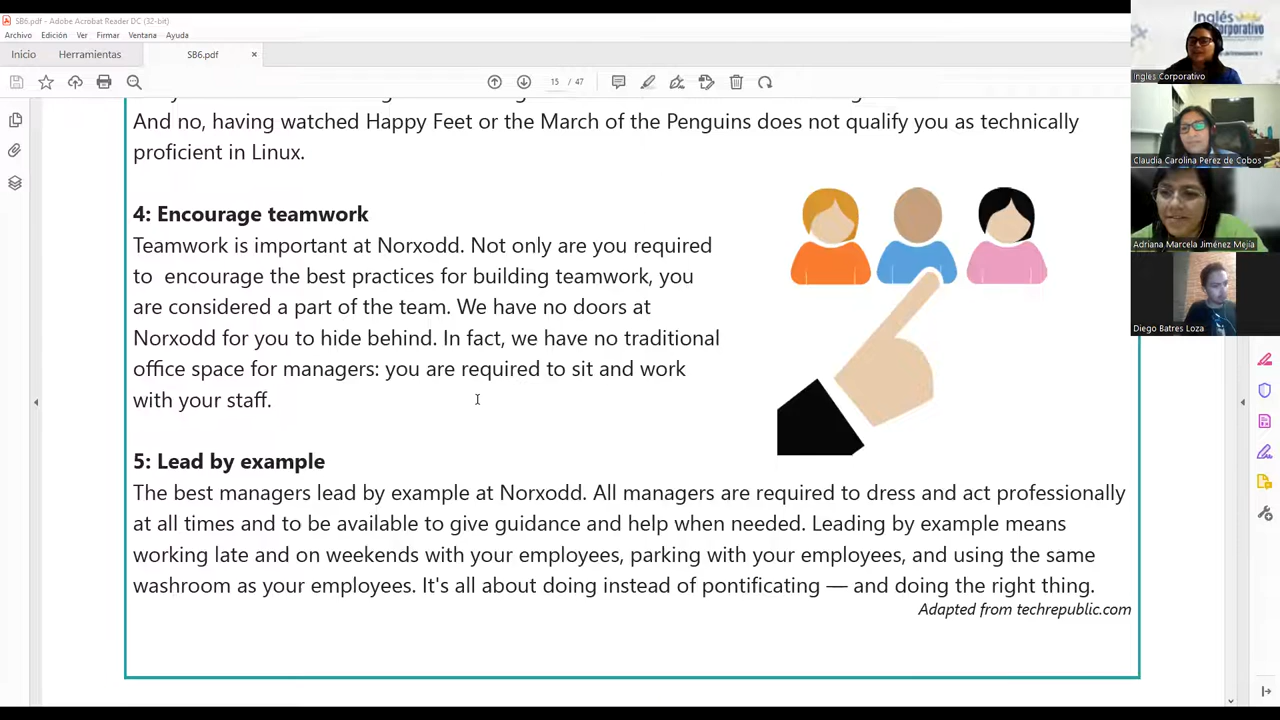 SB6.pdf - Adobe Acrobat Reader DC (32-bit)
Archivo Edición Ver Firmar Ventana Ayuda
Inicio Herramientas SB6.pdf ×
15 / 47
And no, having watched Happy Feet or the March of the Penguins does not qualify you as technically
proficient in Linux.
4: Encourage teamwork
Teamwork is important at Norxodd. Not only are you required
to encourage the best practices for building teamwork, you
are considered a part of the team. We have no doors at
Norxodd for you to hide behind. In fact, we have no traditional
office space for managers: you are required to sit and work
with your staff.
5: Lead by example
The best managers lead by example at Norxodd. All managers are required to dress and act professionally
at all times and to be available to give guidance and help when needed. Leading by example means
working late and on weekends with your employees, parking with your employees, and using the same
washroom as your employees. It's all about doing instead of pontificating — and doing the right thing.
Adapted from techrepublic.com
Inglés
Corporativo
Ingles Corporativo
Claudia Carolina Perez de Cobos
Adriana Marcela Jiménez Mejía
Diego Batres Loza